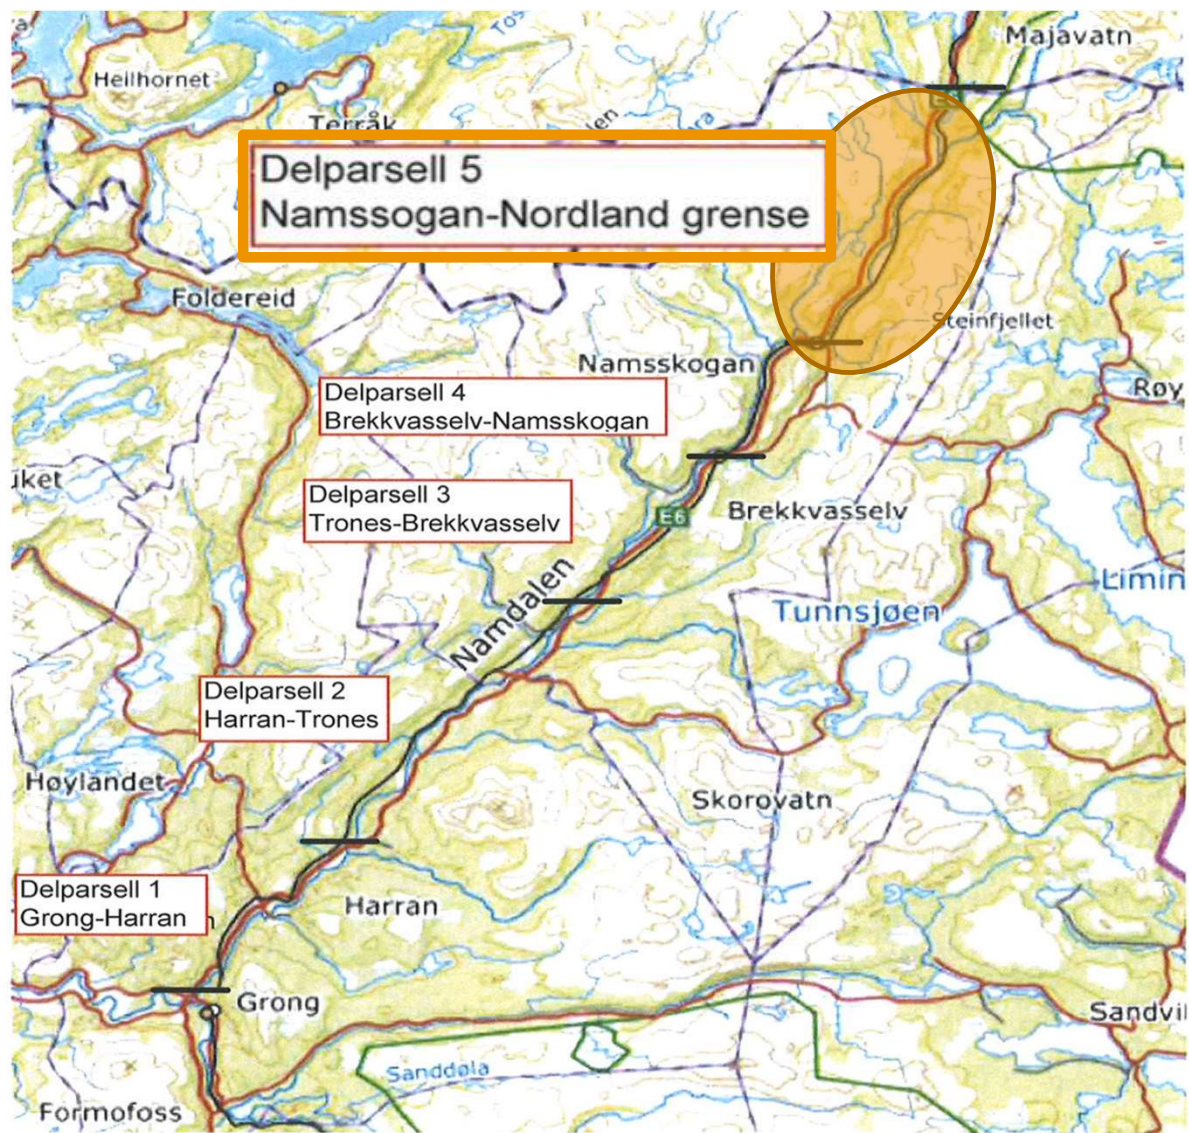 Majavatn
Heilhornet
Terråk
Delparsell 5
Namssogan-Nordland grense
Foldereid
Steinfjellet
Namsskogan
Delparsell 4
Brekkvasselv-Namsskogan
Røy
Delparsell 3
Trones-Brekkvasselv
E6
Brekkvasselv
Namdalen
Limin
Tunnsjøen
Delparsell 2
Harran-Trones
Høylandet
Skorovatn
Delparsell 1
Grong-Harran
Harran
Grong
Sandvi
Sanddøla
Formofoss